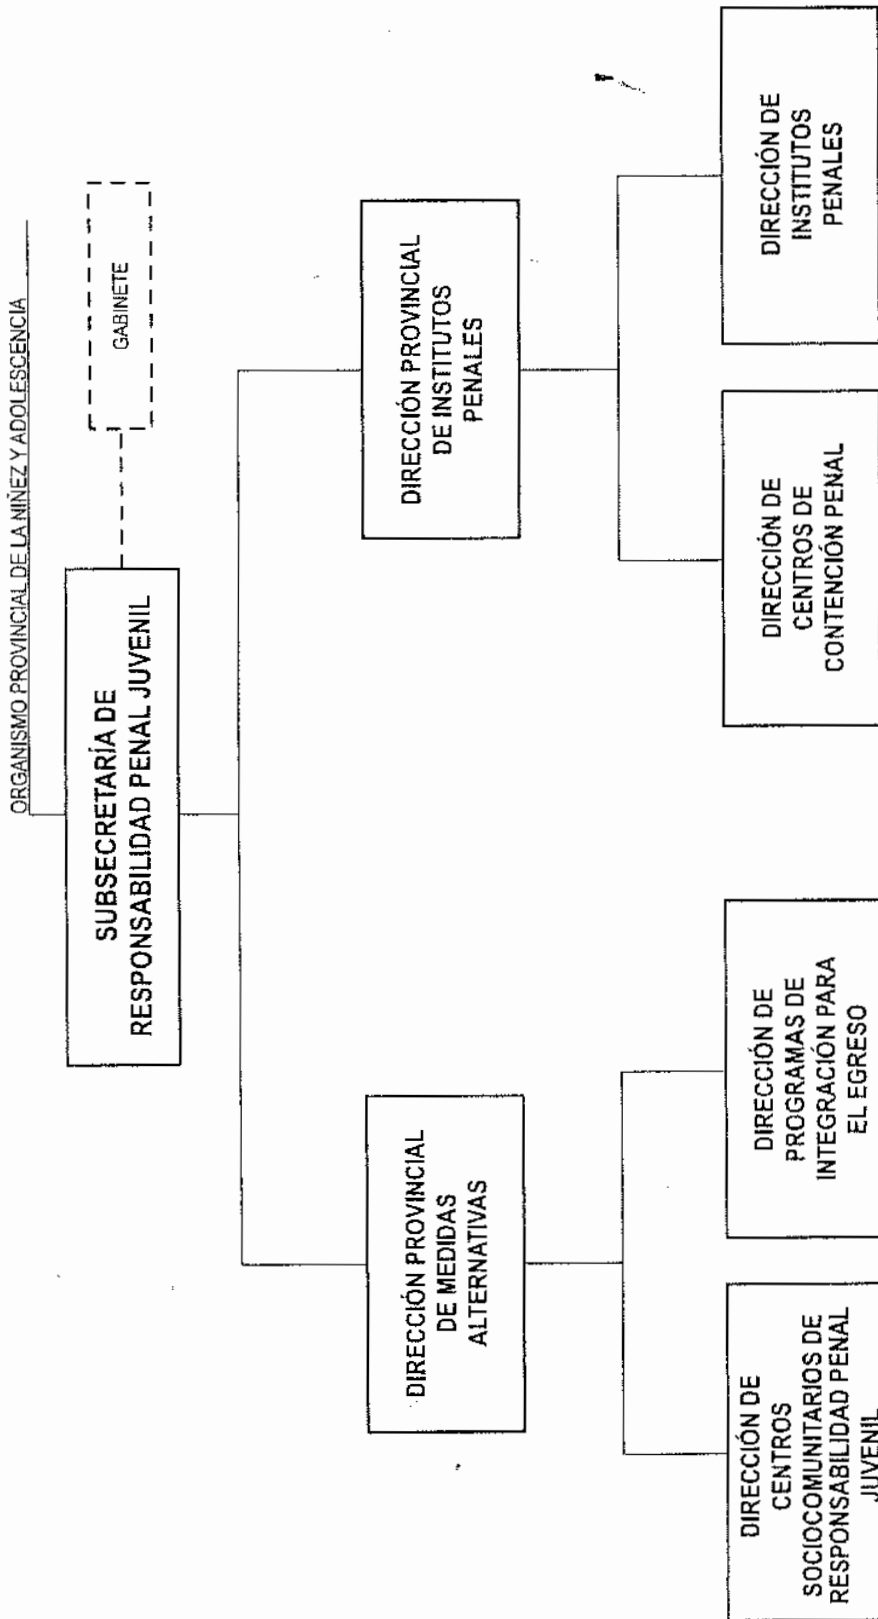 ORGANISMO PROVINCIAL DE LA NIÑEZ Y ADOLESCENCIA
SUBSECRETARÍA DE
RESPONSABILIDAD PENAL JUVENIL
GABINETE
DIRECCIÓN PROVINCIAL
DE MEDIDAS
ALTERNATIVAS
DIRECCIÓN PROVINCIAL
DE INSTITUTOS
PENALES
DIRECCIÓN DE
CENTROS
SOCIOCOMUNITARIOS DE
RESPONSABILIDAD PENAL
JUVENIL
DIRECCIÓN DE
PROGRAMAS DE
INTEGRACIÓN PARA
EL EGRESO
DIRECCIÓN DE
CENTROS DE
CONTENCIÓN PENAL
DIRECCIÓN DE
INSTITUTOS
PENALES